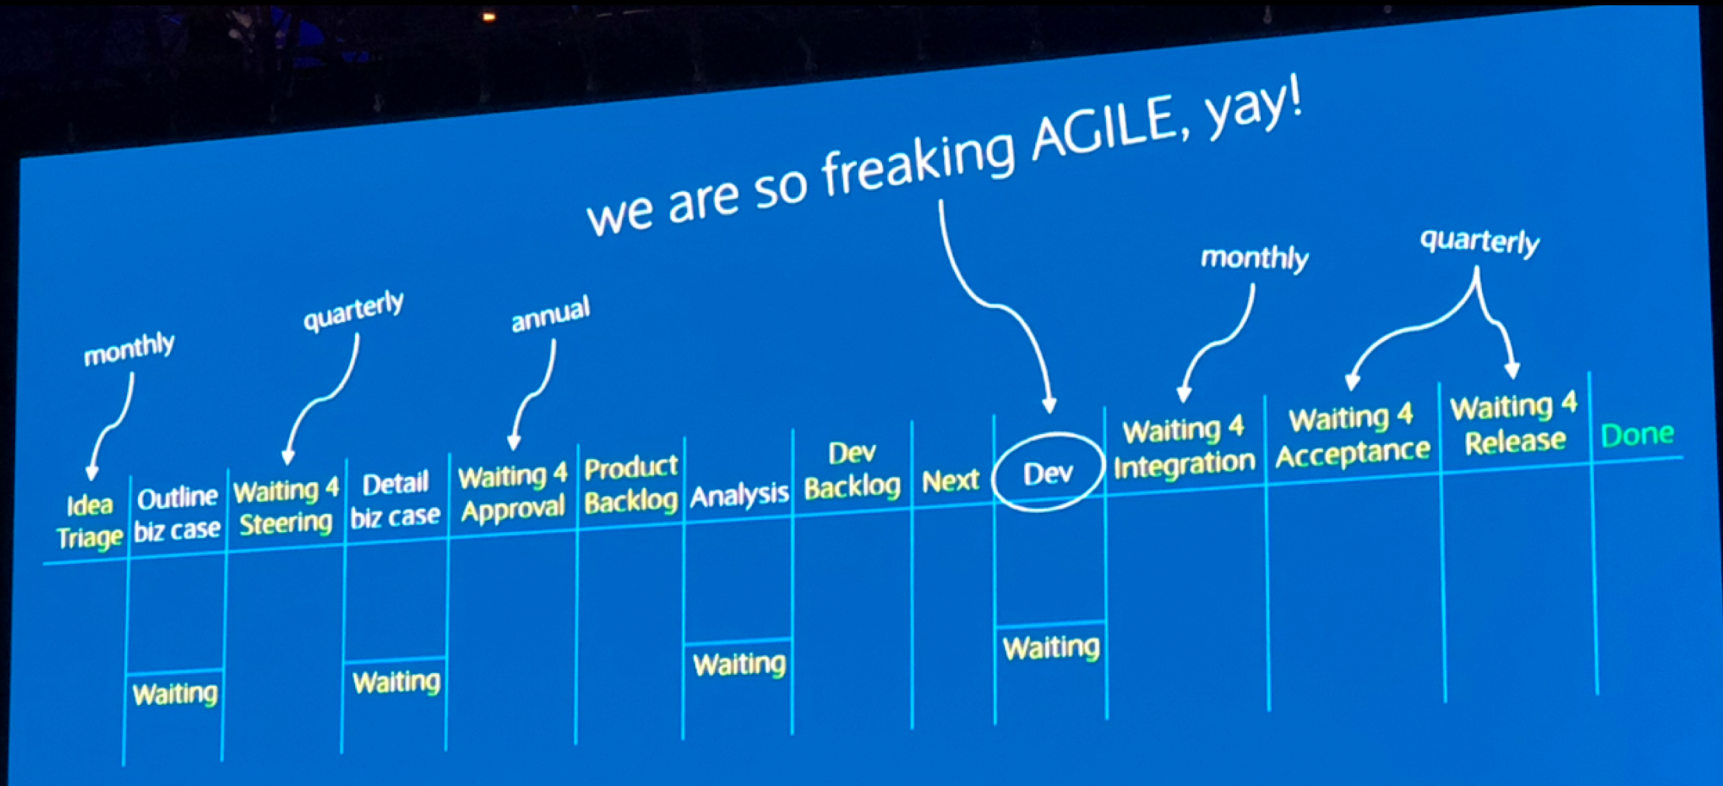 we are so freaking AGILE, yay!
monthly
quarterly
annual
monthly
quarterly
Idea
Triage
Outline
biz case
Waiting 4
Steering
Detail
biz case
Waiting 4
Approval
Product
Backlog
Analysis
Dev
Backlog
Next
Dev
Waiting 4
Integration
Waiting 4
Acceptance
Waiting 4
Release
Done
Waiting
Waiting
Waiting
Waiting